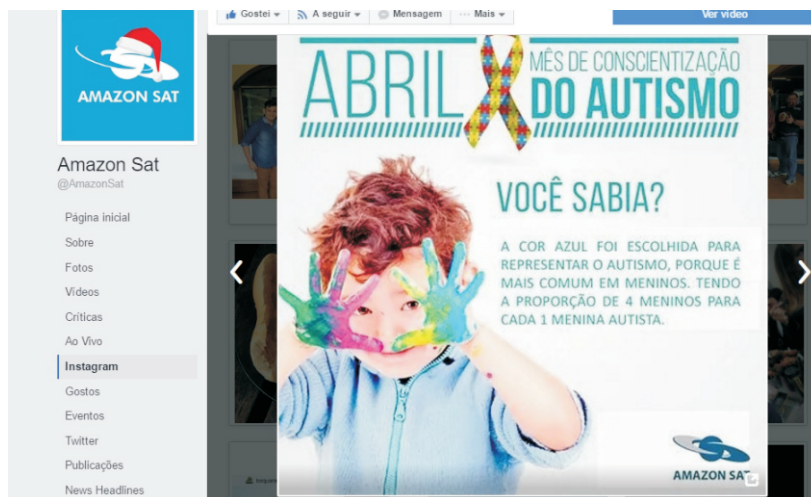 Gostei
A seguir
Mensagem
Mais
Ver vídeo
AMAZON SAT
Amazon Sat
@AmazonSat
Página inicial
Sobre
Fotos
Vídeos
Críticas
Ao Vivo
Instagram
Gostos
Eventos
Twitter
Publicações
News Headlines
ABRIL
MÊS DE CONSCIENTIZAÇÃO
DO AUTISMO
VOCÊ SABIA?
A COR AZUL FOI ESCOLHIDA PARA
REPRESENTAR O AUTISMO, PORQUE É
MAIS COMUM EM MENINOS. TENDO
A PROPORÇÃO DE 4 MENINOS PARA
CADA 1 MENINA AUTISTA.
AMAZON SAT